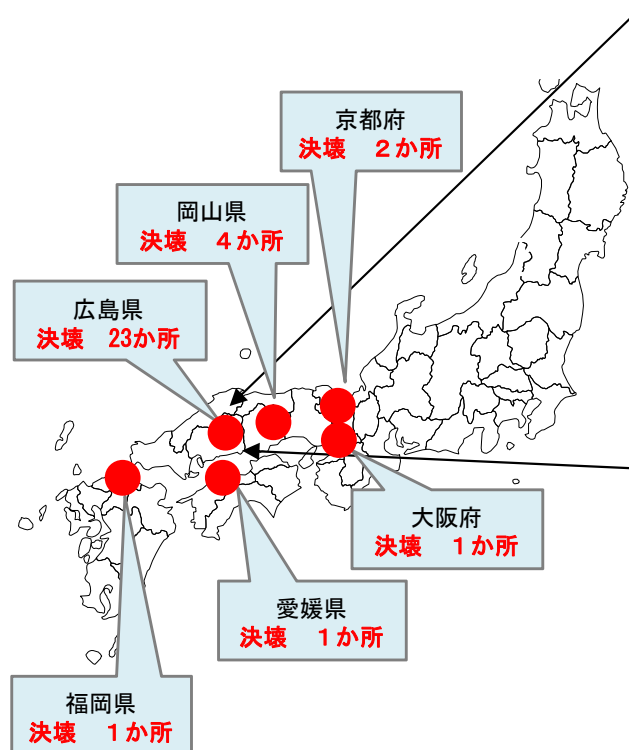 京都府
決壊　２か所
岡山県
決壊　４か所
広島県
決壊　23か所
大阪府
決壊　１か所
愛媛県
決壊　１か所
福岡県
決壊　１か所